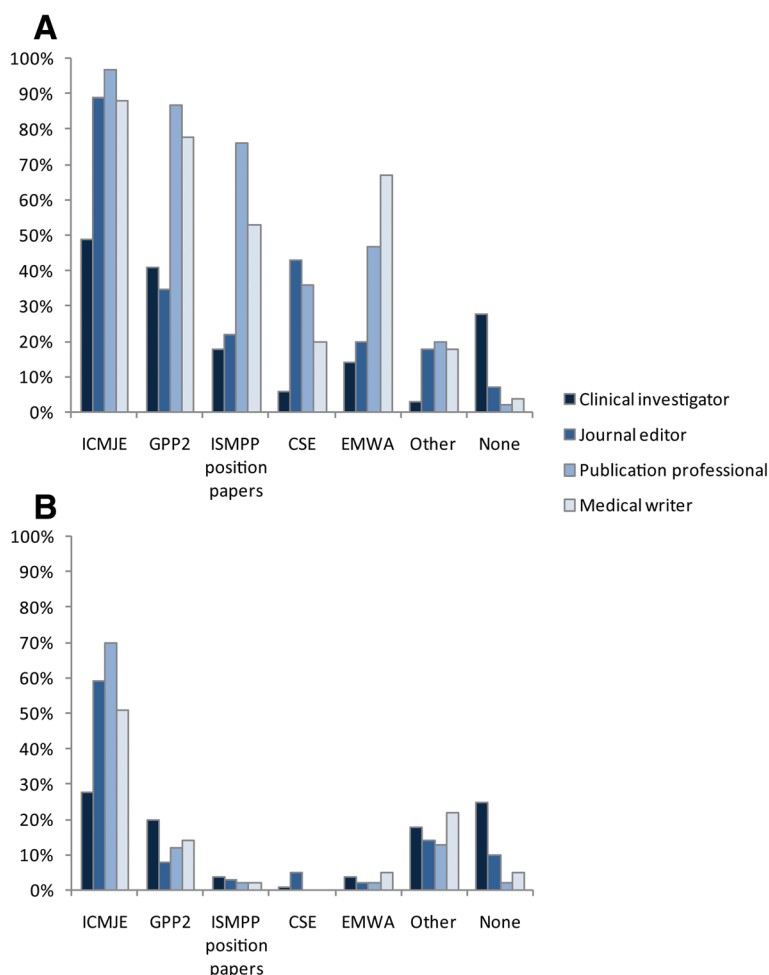 A
100%
90%
80%
70%
60%
50%
40%
30%
20%
10%
0%
ICMJE GPP2 ISMPP position papers CSE EMWA Other None
Clinical investigator
Journal editor
Publication professional
Medical writer
B
100%
90%
80%
70%
60%
50%
40%
30%
20%
10%
0%
ICMJE GPP2 ISMPP position papers CSE EMWA Other None